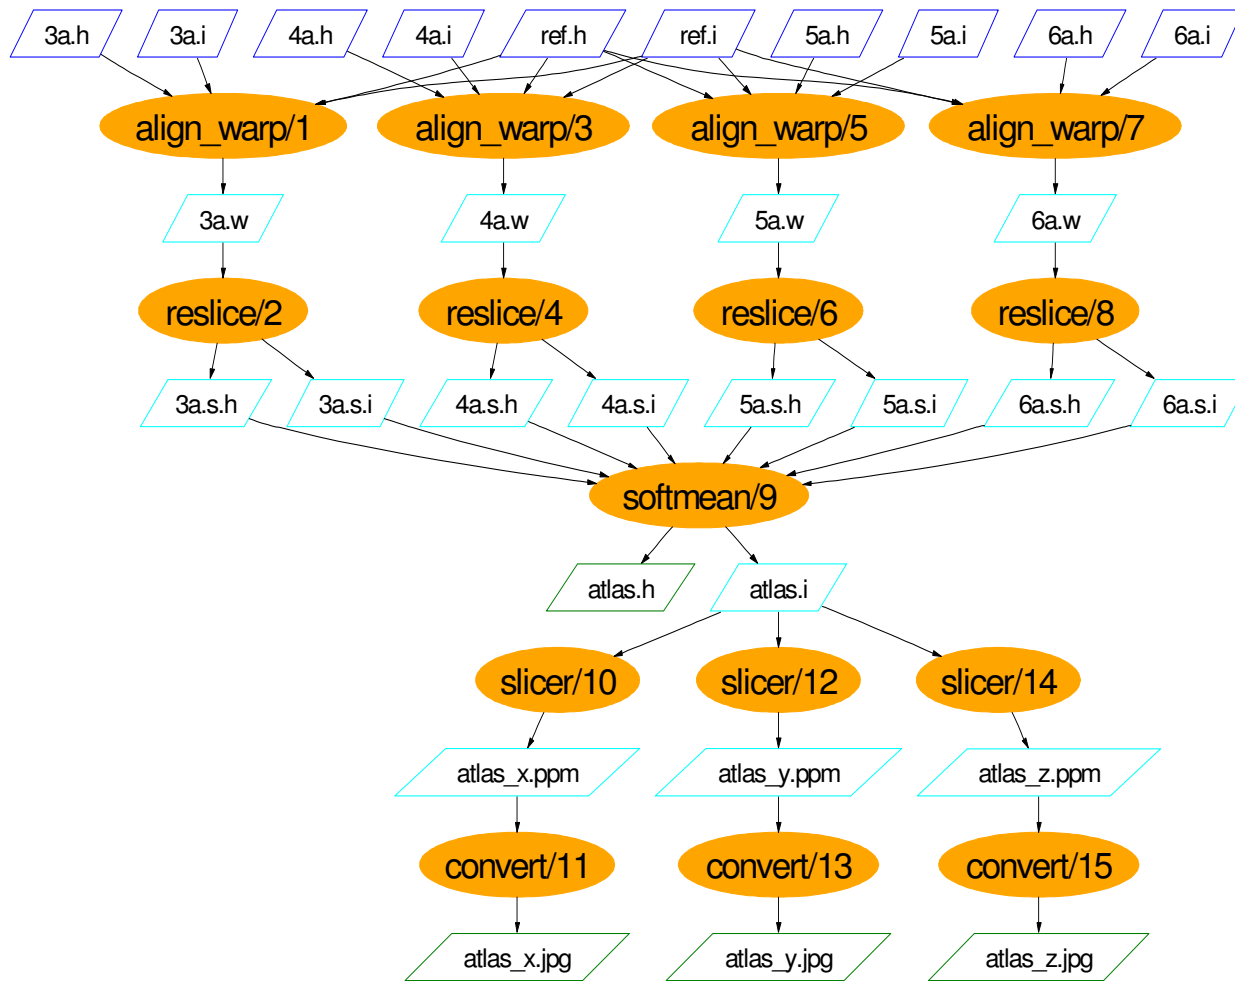 3a.h 3a.i 4a.h 4a.i ref.h ref.i 5a.h 5a.i 6a.h 6a.i
align_warp/1 align_warp/3 align_warp/5 align_warp/7
3a.w 4a.w 5a.w 6a.w
reslice/2 reslice/4 reslice/6 reslice/8
3a.s.h 3a.s.i 4a.s.h 4a.s.i 5a.s.h 5a.s.i 6a.s.h 6a.s.i
softmean/9
atlas.h atlas.i
slicer/10 slicer/12 slicer/14
atlas_x.ppm atlas_y.ppm atlas_z.ppm
convert/11 convert/13 convert/15
atlas_x.jpg atlas_y.jpg atlas_z.jpg